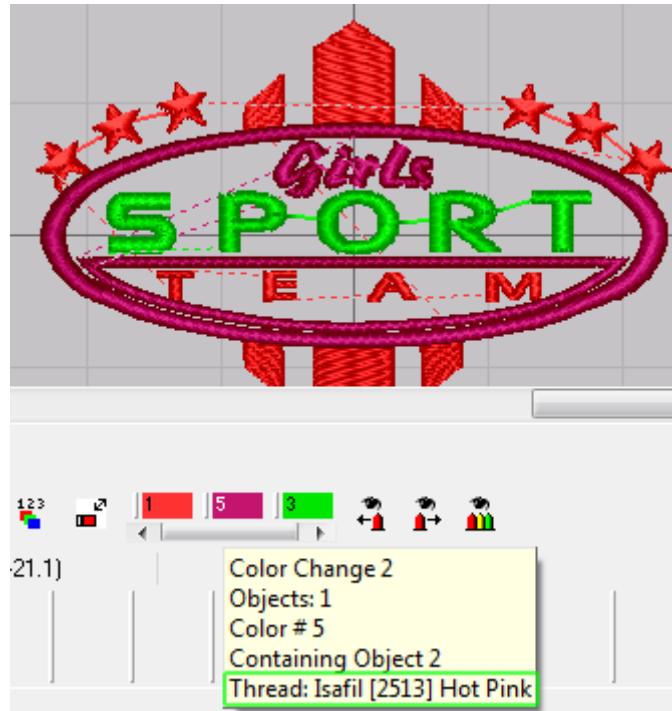 Girls
SPORT
TEAM
123
1 5 3
-21.1)
Color Change 2
Objects: 1
Color # 5
Containing Object 2
Thread: Isafil [2513] Hot Pink